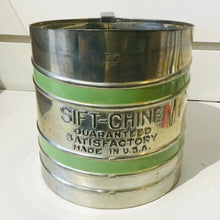 SIFT-CHINE
GUARANTEED
SATISFACTORY
MADE IN U.S.A.